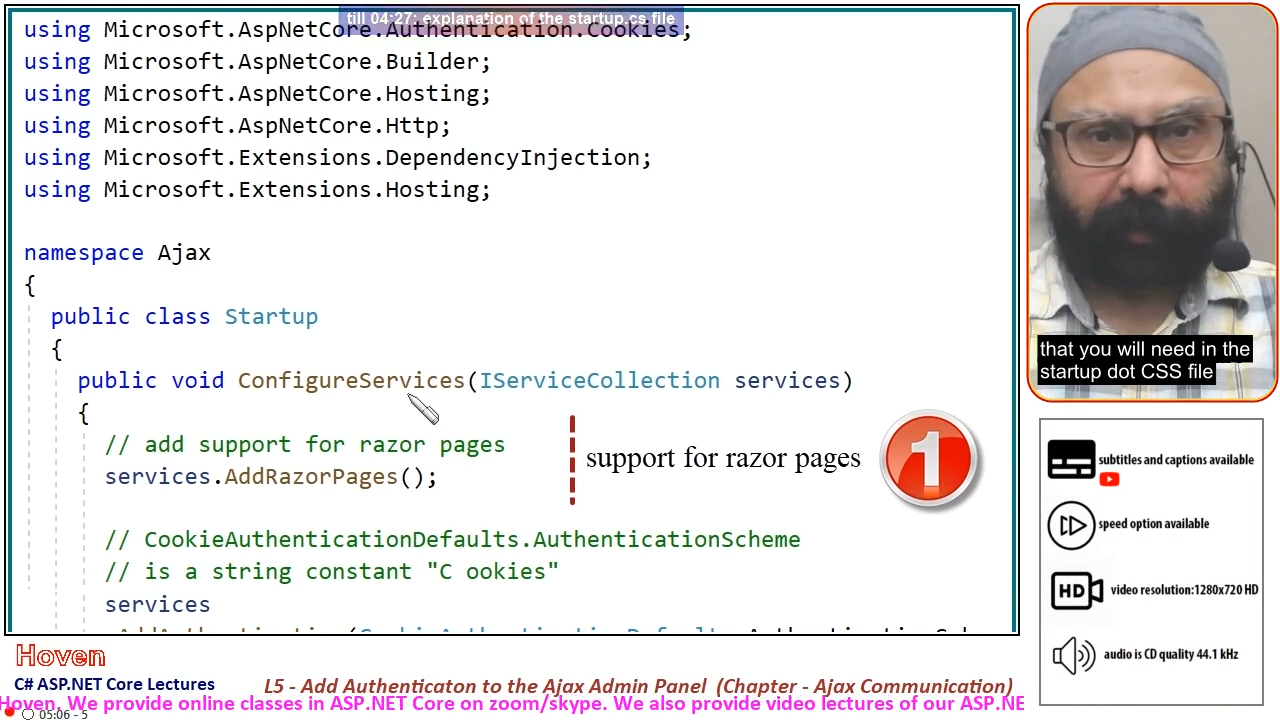 till 04:27: explanation of the startup.cs file
using Microsoft.AspNetCore.Authentication.Cookies;
using Microsoft.AspNetCore.Builder;
using Microsoft.AspNetCore.Hosting;
using Microsoft.AspNetCore.Http;
using Microsoft.Extensions.DependencyInjection;
using Microsoft.Extensions.Hosting;
namespace Ajax
{
public class Startup
{
public void ConfigureServices(IServiceCollection services)
{
// add support for razor pages
services.AddRazorPages();
support for razor pages
1
// CookieAuthenticationDefaults.AuthenticationScheme
// is a string constant "C ookies"
services
that you will need in the
startup dot CSS file
subtitles and captions available
speed option available
HD
video resolution:1280x720 HD
audio is CD quality 44.1 kHz
Hoven
C# ASP.NET Core Lectures
L5 - Add Authenticaton to the Ajax Admin Panel (Chapter - Ajax Communication)
Hoven. We provide online classes in ASP.NET Core on zoom/skype. We also provide video lectures of our ASP.NE
05:06 - 5